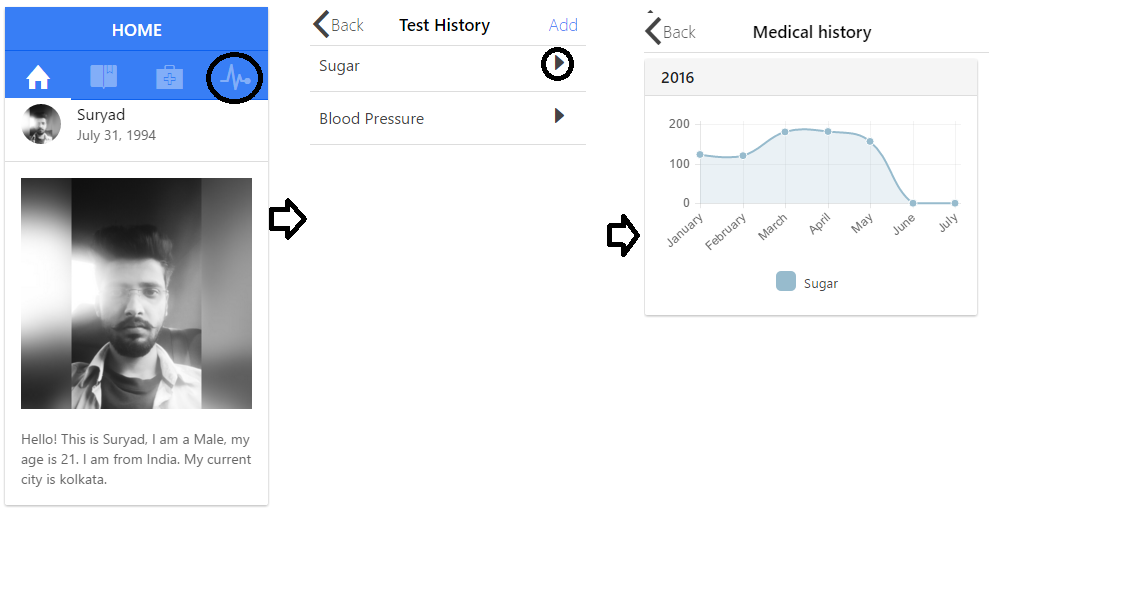 HOME
Suryad
July 31, 1994
Hello! This is Suryad, I am a Male, my
age is 21. I am from India. My current
city is kolkata.
Back Test History Add
Sugar
Blood Pressure
Back Medical history
2016
200
100
0
January February March April May June July
Sugar